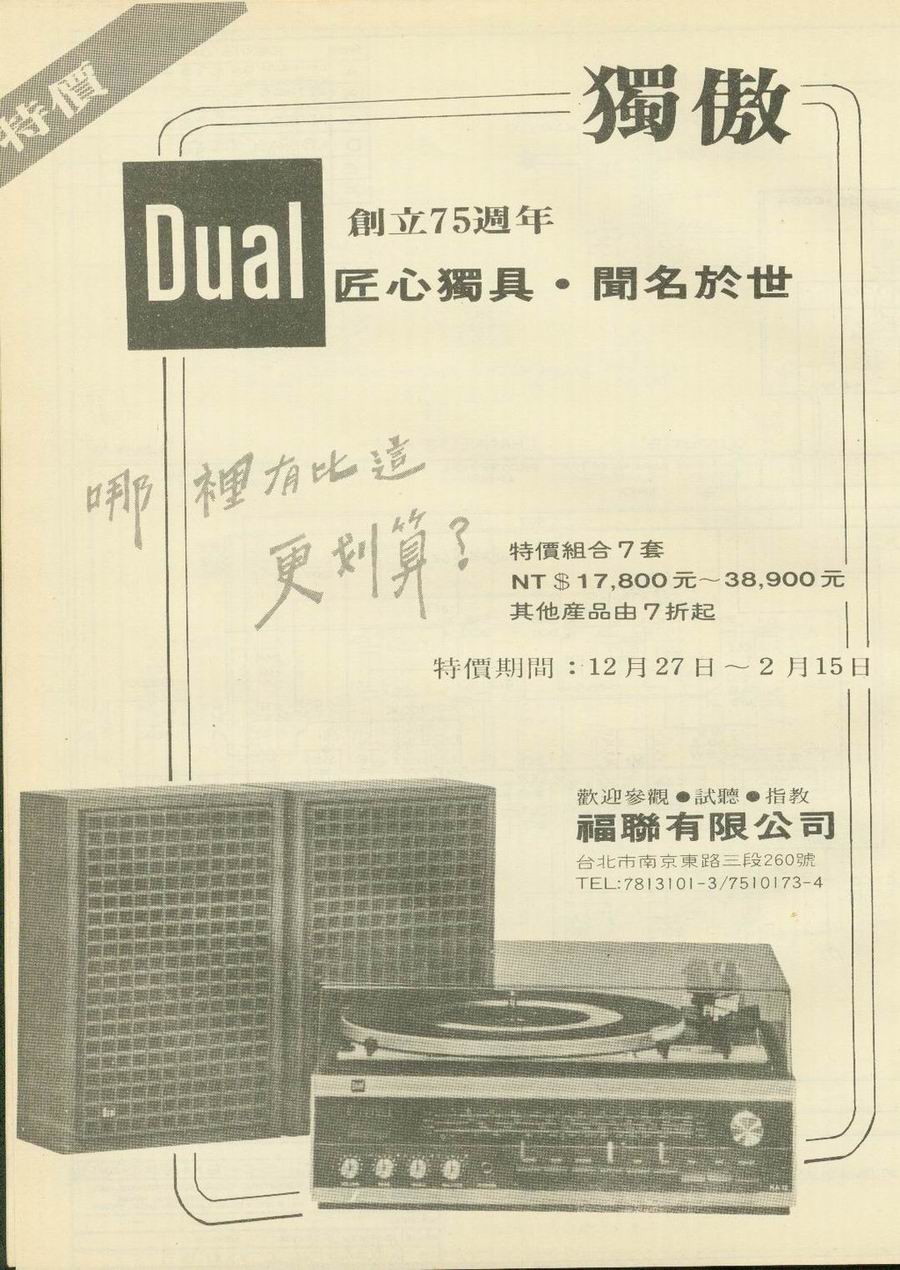 特價
獨傲
Dual
創立75週年
匠心獨具・聞名於世
哪裡有比這
更划算？
特價組合7套
NT＄17,800元～38,900元
其他產品由7折起
特價期間：12月27日～2月15日
歡迎參觀●試聽●指教
福聯有限公司
台北市南京東路三段260號
TEL:7813101-3/7510173-4